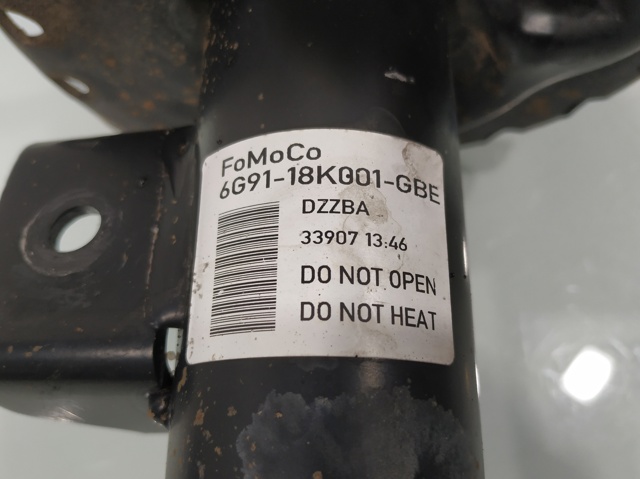 FoMoCo
6G91-18K001-GBE
DZZBA
33907 13:46
DO NOT OPEN
DO NOT HEAT